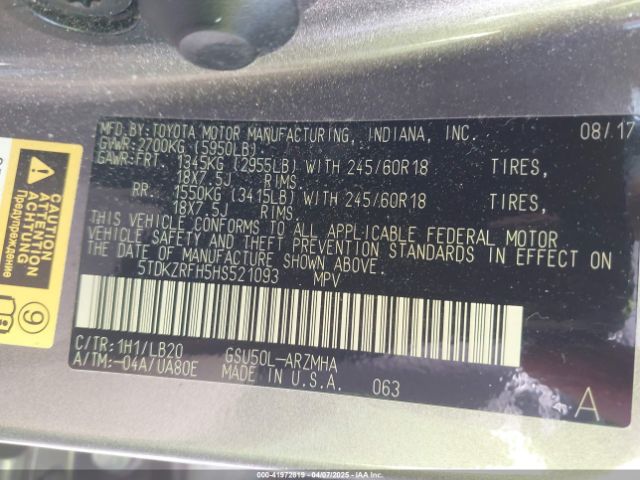 MFD.BY:TOYOTA MOTOR MANUFACTURING, INDIANA, INC. 08/17
GVWR:2700KG (5950LB)
GAWR:FRT. 1345KG (2955LB) WITH 245/60R18 TIRES,
18X7.5J RIMS.
RR. 1550KG (3415LB) WITH 245/60R18 TIRES,
18X7.5J RIMS.
THIS VEHICLE CONFORMS TO ALL APPLICABLE FEDERAL MOTOR
VEHICLE SAFETY AND THEFT PREVENTION STANDARDS IN EFFECT ON
THE DATE OF MANUFACTURE SHOWN ABOVE.
5TDKZRFH5HS521093 MPV
C/TR:1H1/LB20 GSU50L-ARZMHA
A/TM:-04A/UA80E MADE IN U.S.A. 063 A
CAUTION
ATTENTION
ACHTUNG
Предупреждение
9
000-41972619 - 04/07/2025 - IAAI.COM